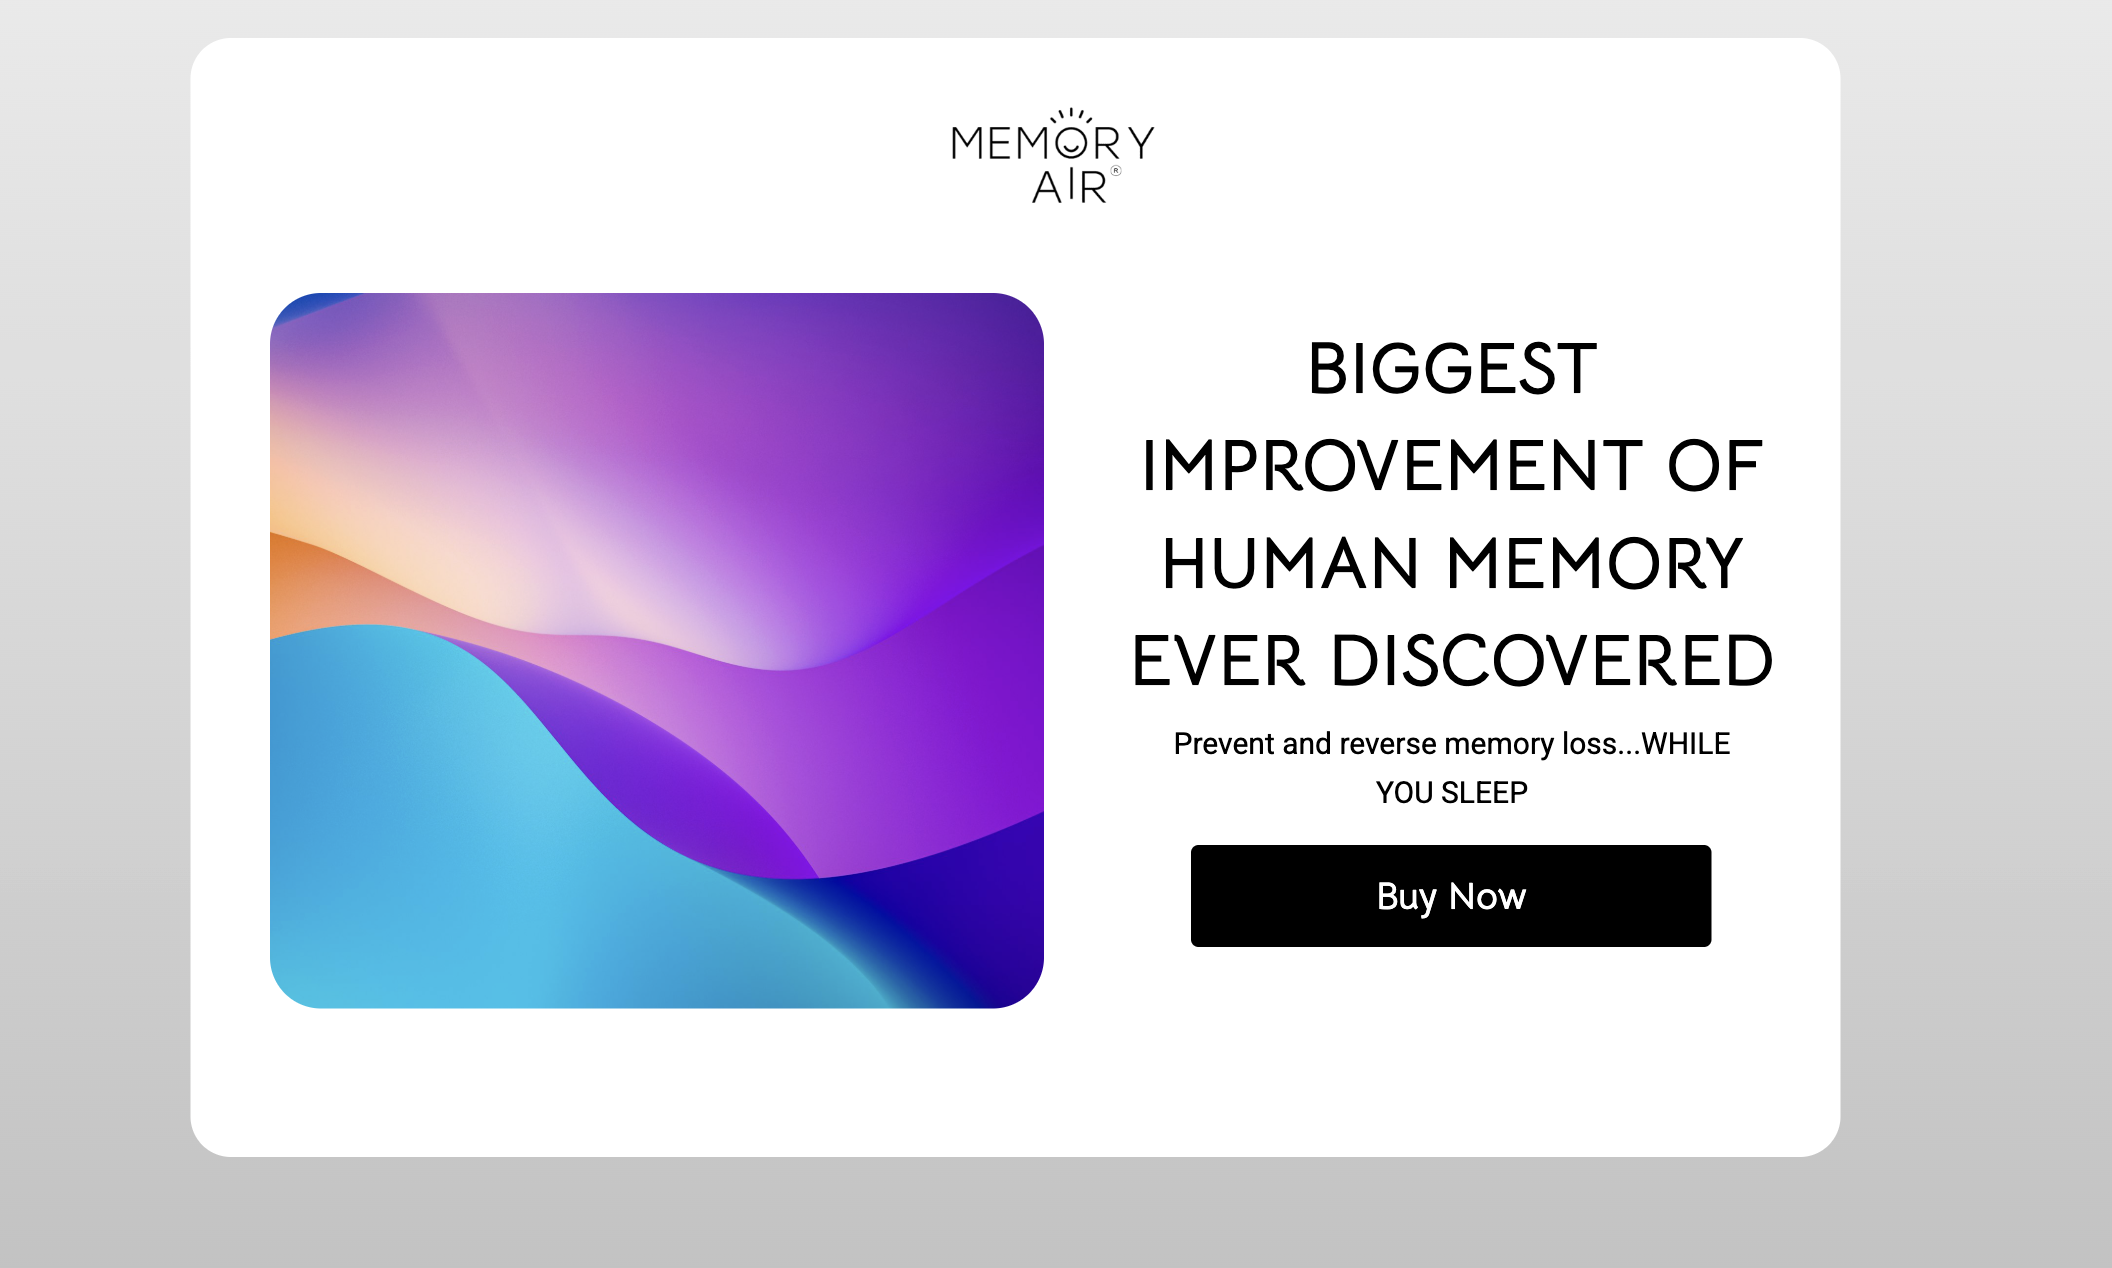 MEMORY
AIR®
BIGGEST
IMPROVEMENT OF
HUMAN MEMORY
EVER DISCOVERED
Prevent and reverse memory loss...WHILE
YOU SLEEP
Buy Now